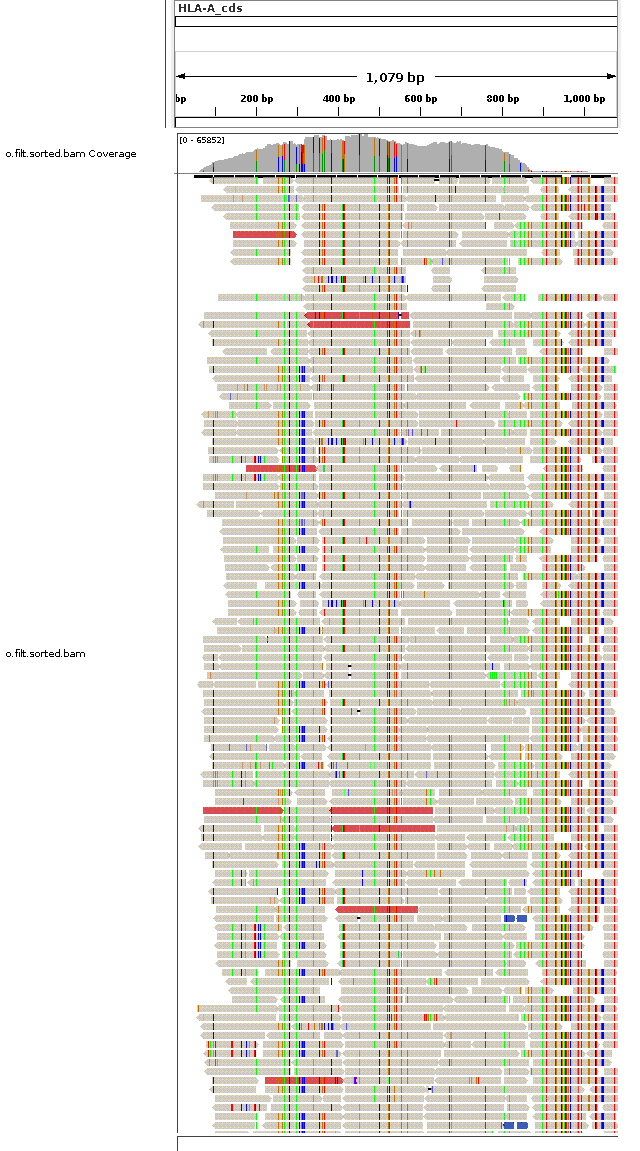 HLA-A_cds
1,079 bp
bp 200 bp 400 bp 600 bp 800 bp 1,000 bp
[0 - 65852]
o.filt.sorted.bam Coverage
o.filt.sorted.bam